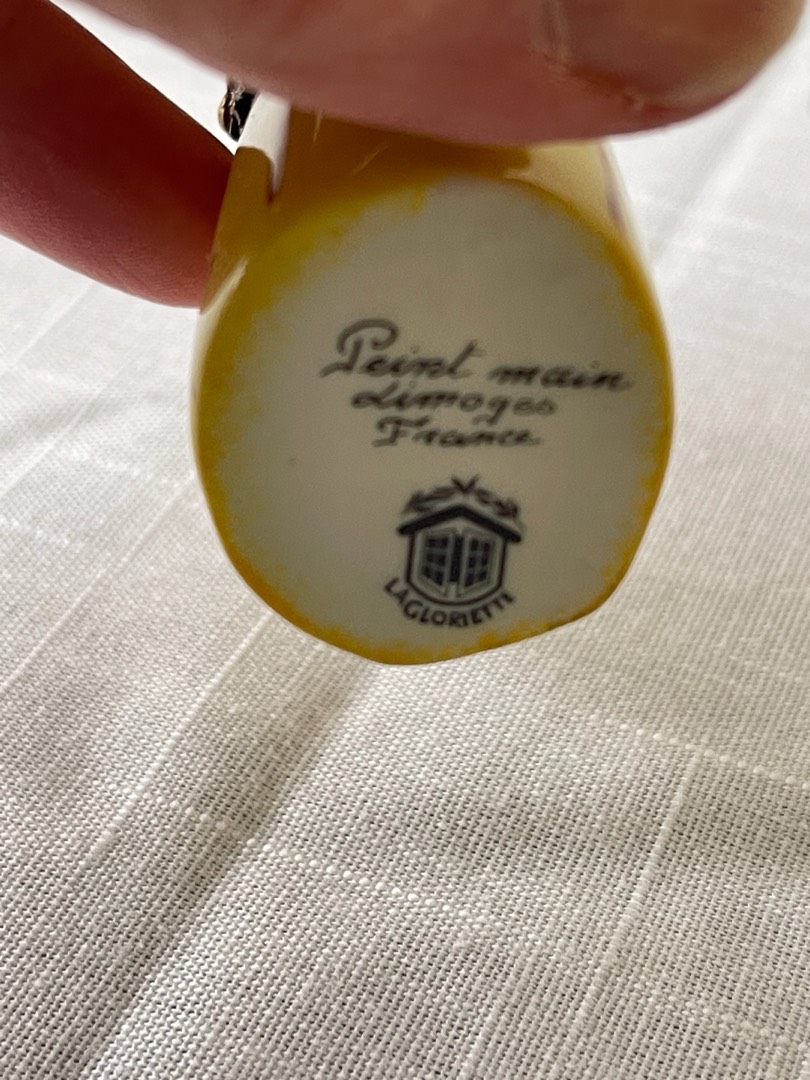 Peint main
Limoges
France
LA GLORIETTE